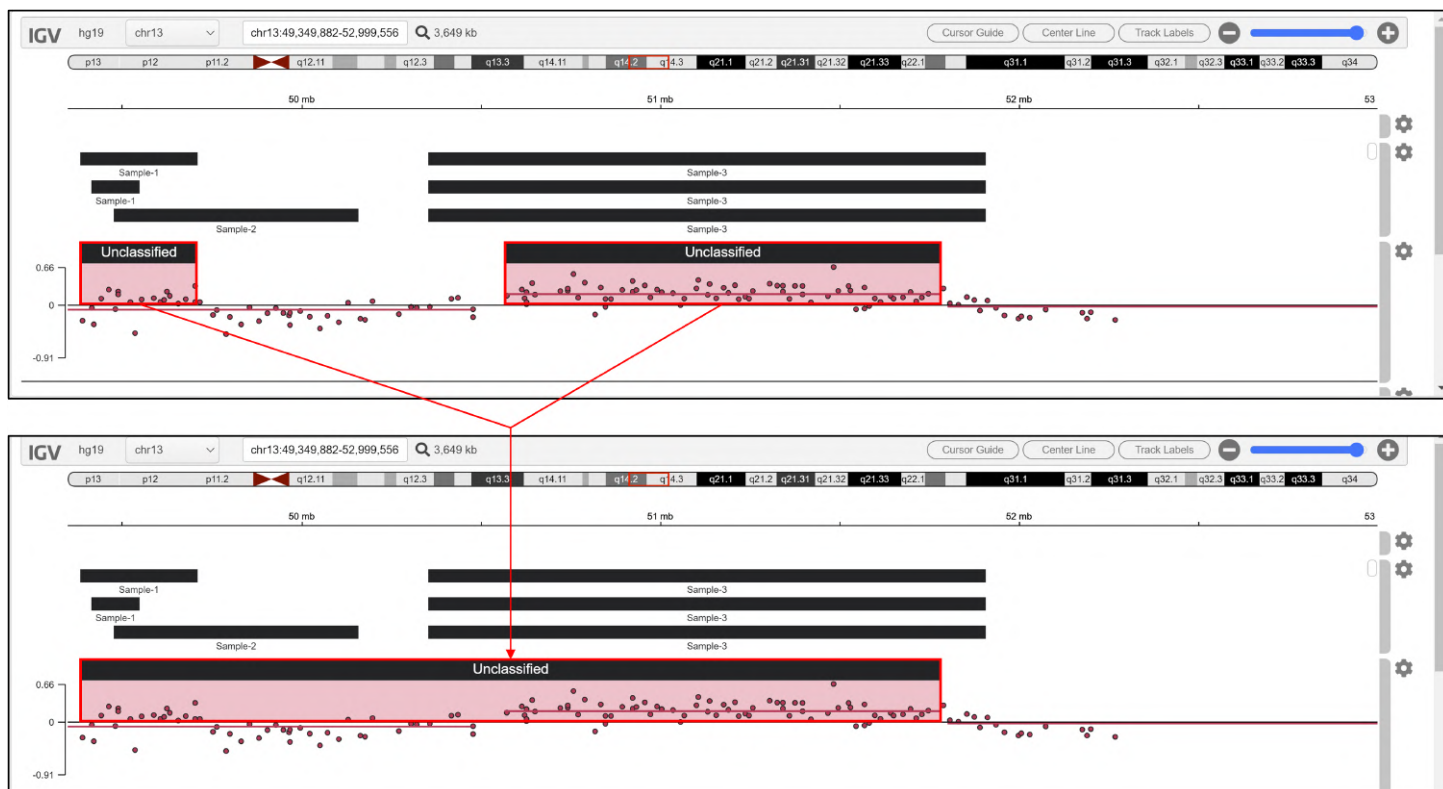 IGV hg19 chr13 chr13:49,349,882-52,999,556 3,649 kb Cursor Guide Center Line Track Labels
p13 p12 p11.2 q12.11 q12.3 q13.3 q14.11 q14.2 q14.3 q21.1 q21.2 q21.31 q21.32 q21.33 q22.1 q31.1 q31.2 q31.3 q32.1 q32.3 q33.1 q33.2 q33.3 q34
50 mb 51 mb 52 mb 53
Sample-1 Sample-3
Sample-1 Sample-3
Sample-2 Sample-3
Unclassified Unclassified
0.66
0
-0.91
IGV hg19 chr13 chr13:49,349,882-52,999,556 3,649 kb Cursor Guide Center Line Track Labels
p13 p12 p11.2 q12.11 q12.3 q13.3 q14.11 q14.2 q14.3 q21.1 q21.2 q21.31 q21.32 q21.33 q22.1 q31.1 q31.2 q31.3 q32.1 q32.3 q33.1 q33.2 q33.3 q34
50 mb 51 mb 52 mb 53
Sample-1 Sample-3
Sample-1 Sample-3
Sample-2 Sample-3
Unclassified
0.66
0
-0.91